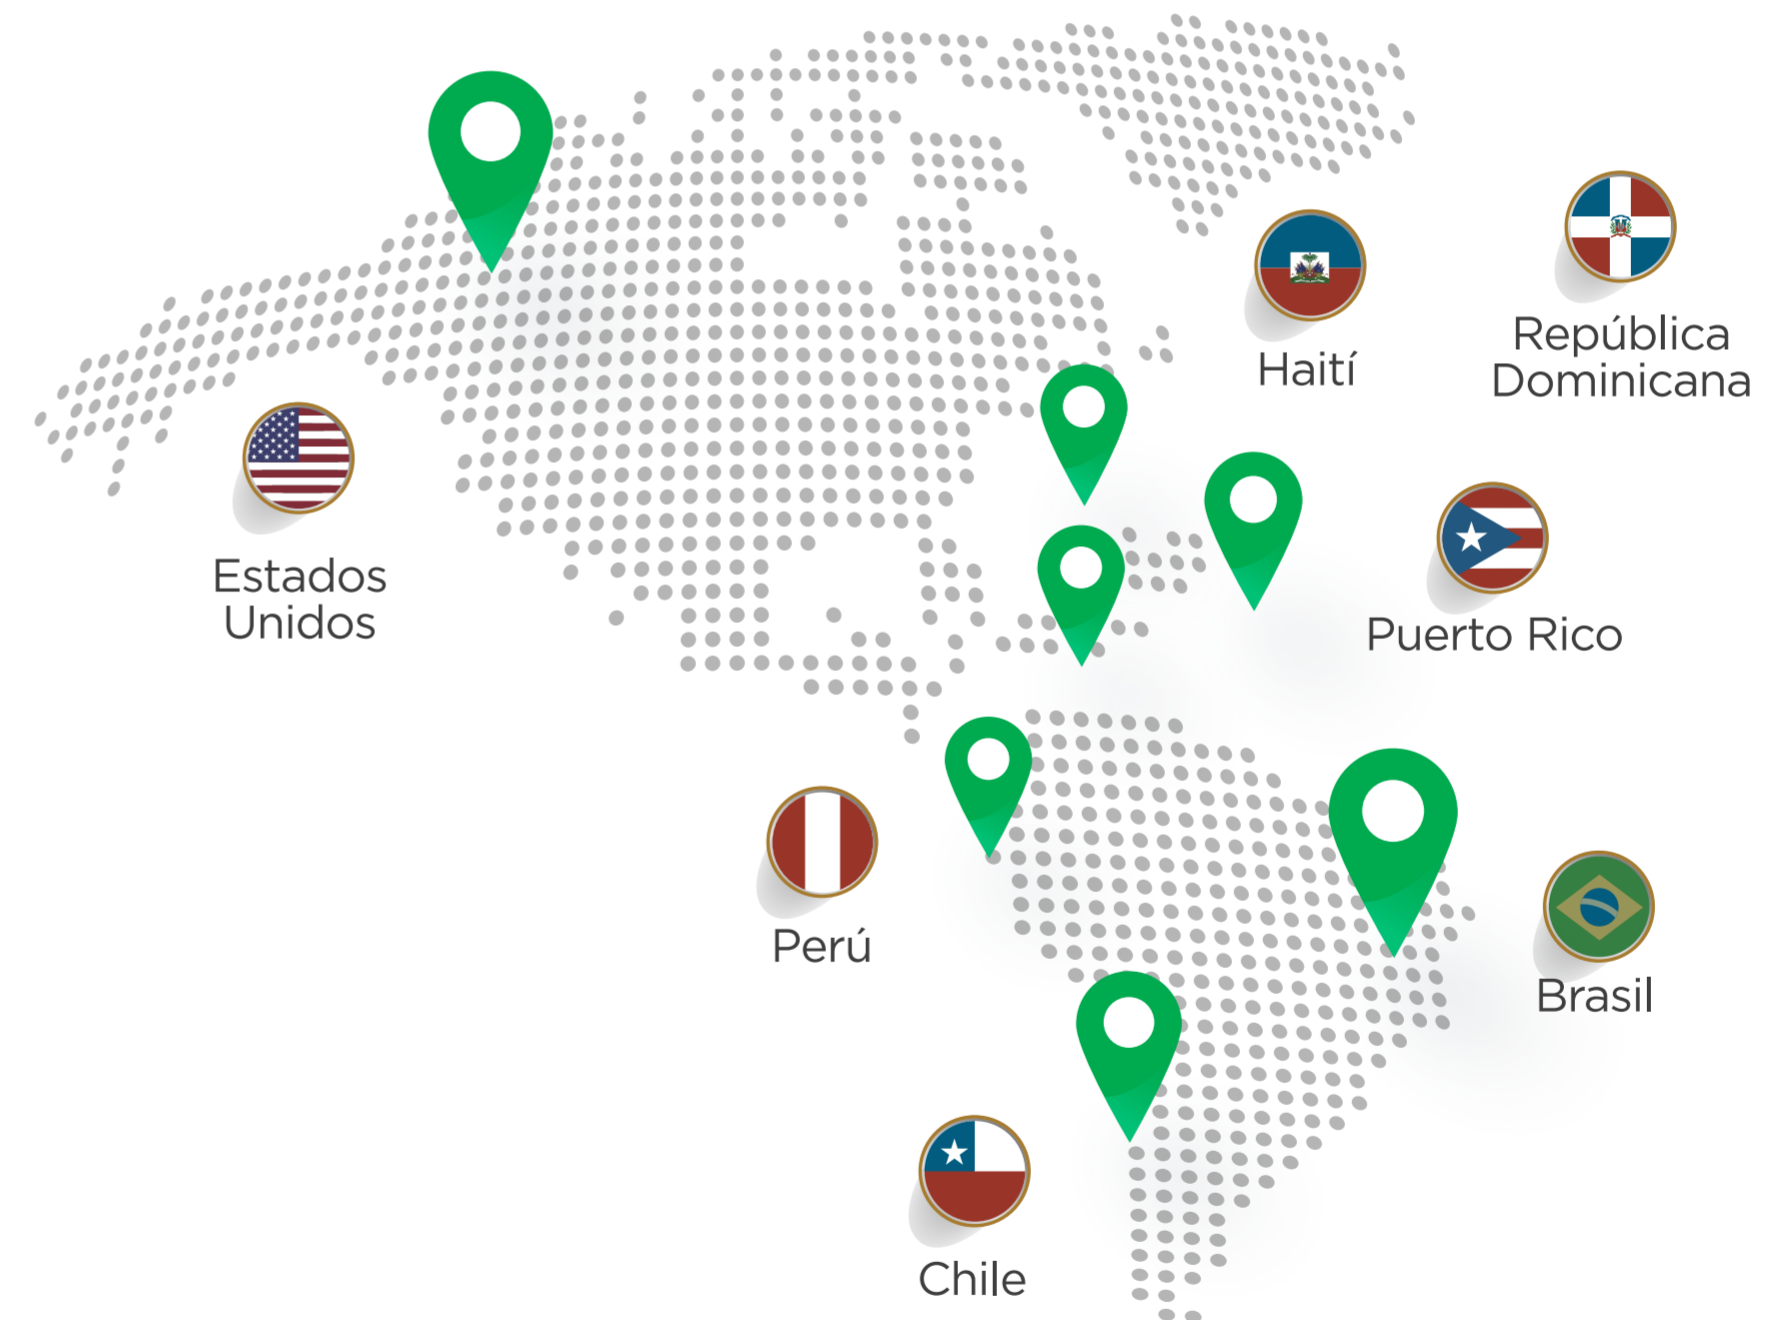 República
Dominicana
Haití
Estados
Unidos
Puerto Rico
Perú
Brasil
Chile